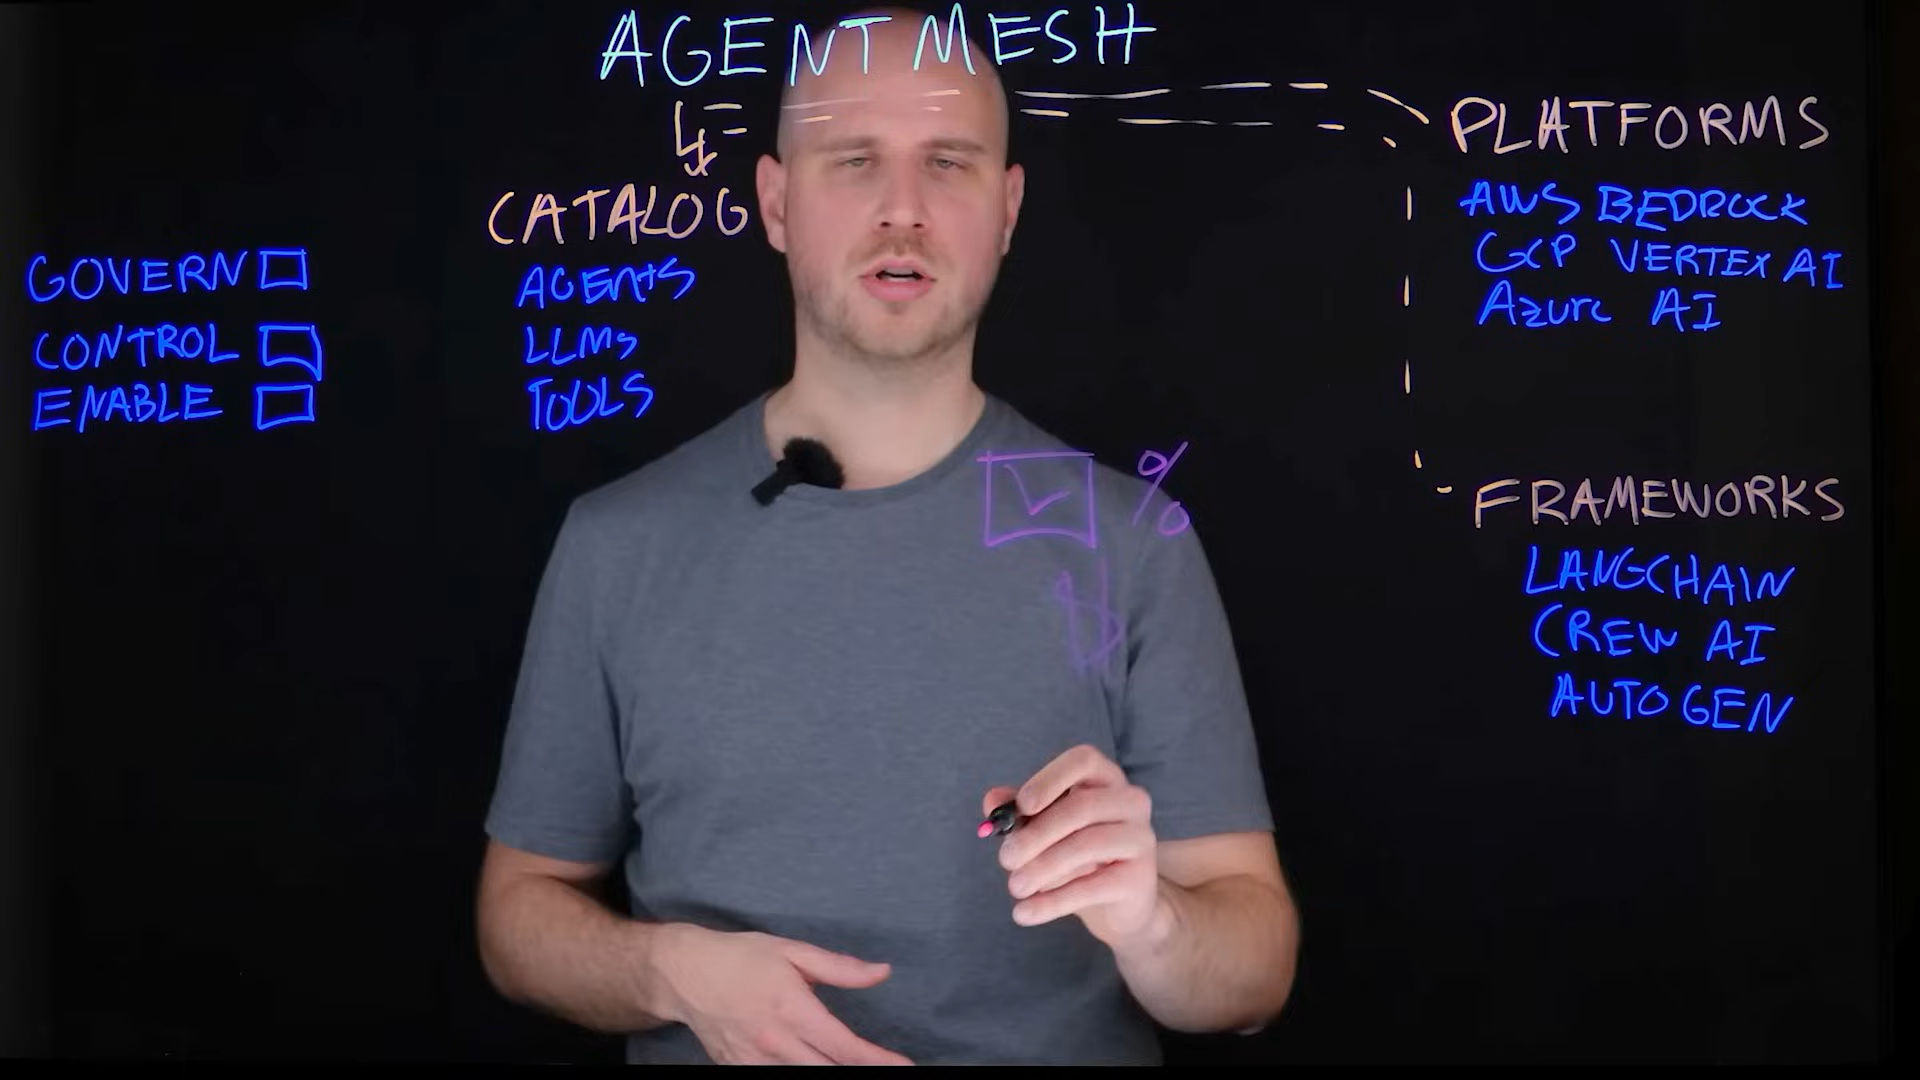 AGENT MESH
CATALOG
AGENTS
LLMs
TOOLS
GOVERN
CONTROL
ENABLE
%
$
PLATFORMS
AWS BEDROCK
GCP VERTEX AI
Azure AI
FRAMEWORKS
LANGCHAIN
CREW AI
AUTOGEN